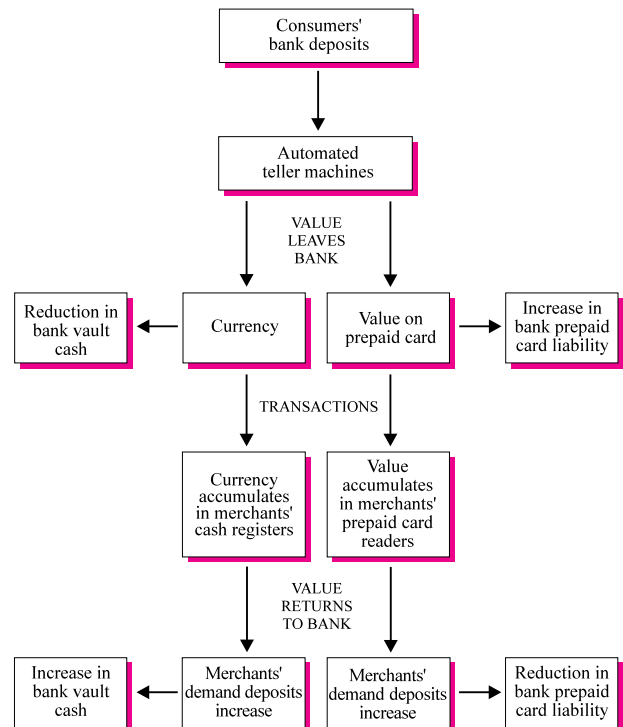 Consumers'
bank deposits
Automated
teller machines
VALUE
LEAVES
BANK
Reduction in
bank vault
cash
Currency
Value on
prepaid card
Increase in
bank prepaid
card liability
TRANSACTIONS
Currency
accumulates
in merchants'
cash registers
Value
accumulates
in merchants'
prepaid card
readers
VALUE
RETURNS
TO BANK
Increase in
bank vault
cash
Merchants'
demand deposits
increase
Merchants'
demand deposits
increase
Reduction in
bank prepaid
card liability